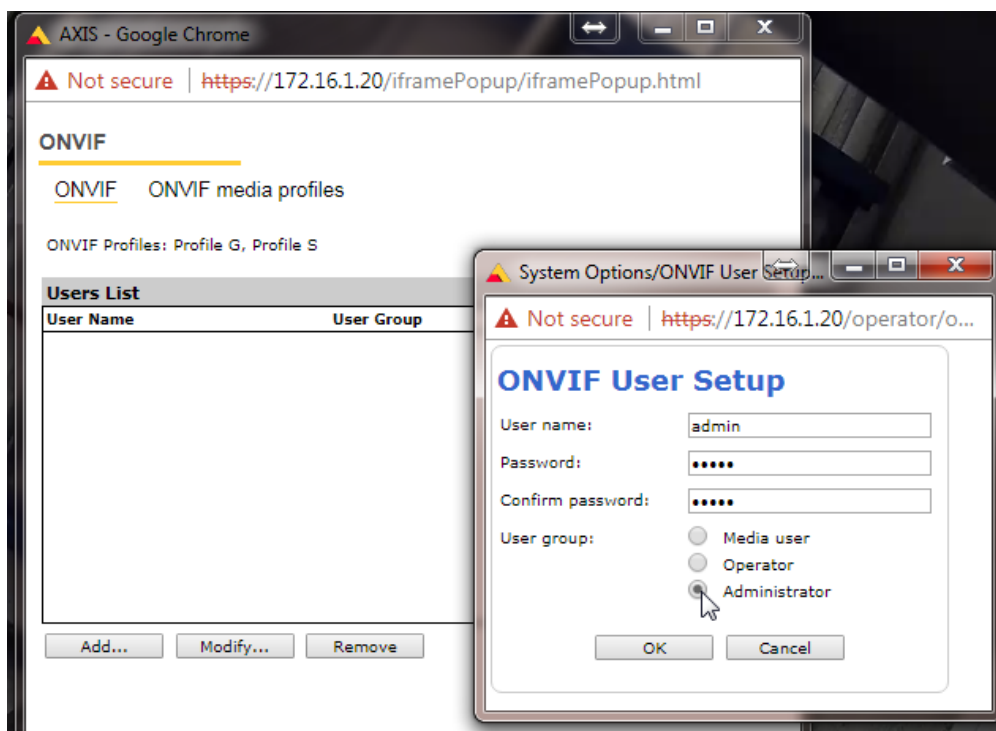 AXIS - Google Chrome
Not secure | https://172.16.1.20/iframePopup/iframePopup.html
ONVIF
ONVIF ONVIF media profiles
ONVIF Profiles: Profile G, Profile S
Users List
User Name User Group
Add... Modify... Remove
System Options/ONVIF User Setup...
Not secure | https://172.16.1.20/operator/o...
ONVIF User Setup
User name: admin
Password: •••••
Confirm password: •••••
User group: Media user
Operator
Administrator
OK Cancel